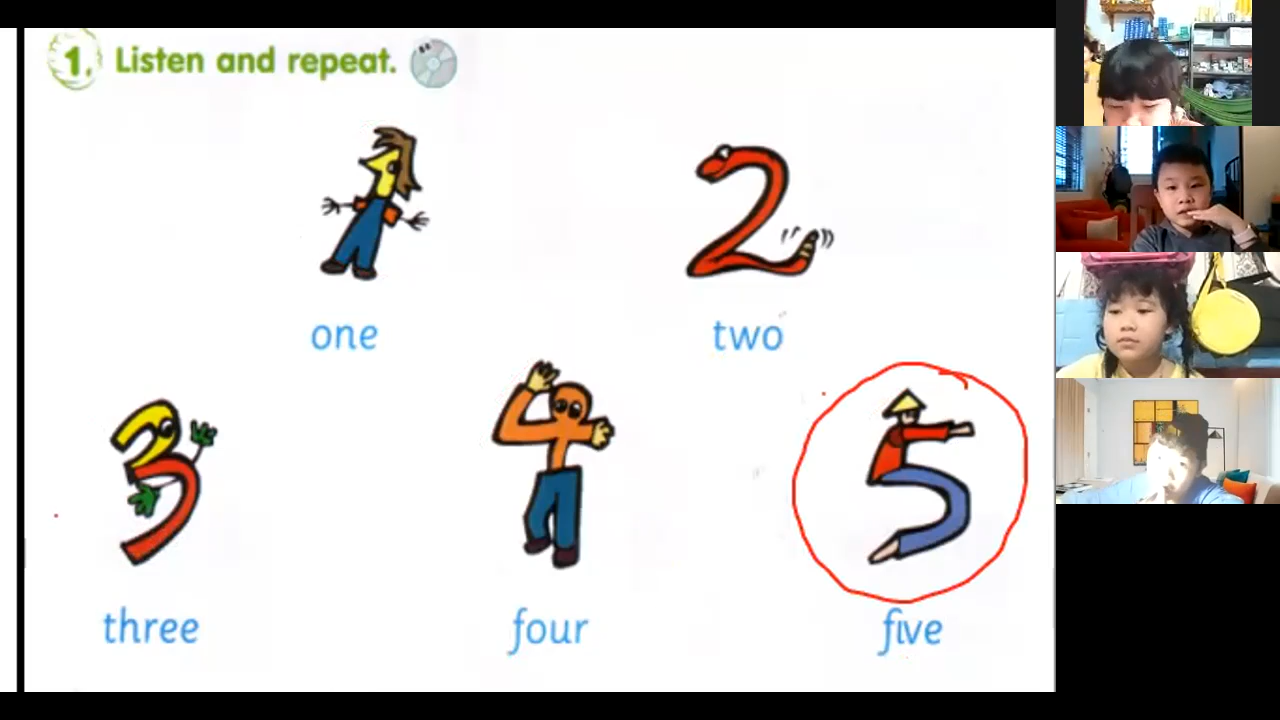 1. Listen and repeat.
one two
three four five